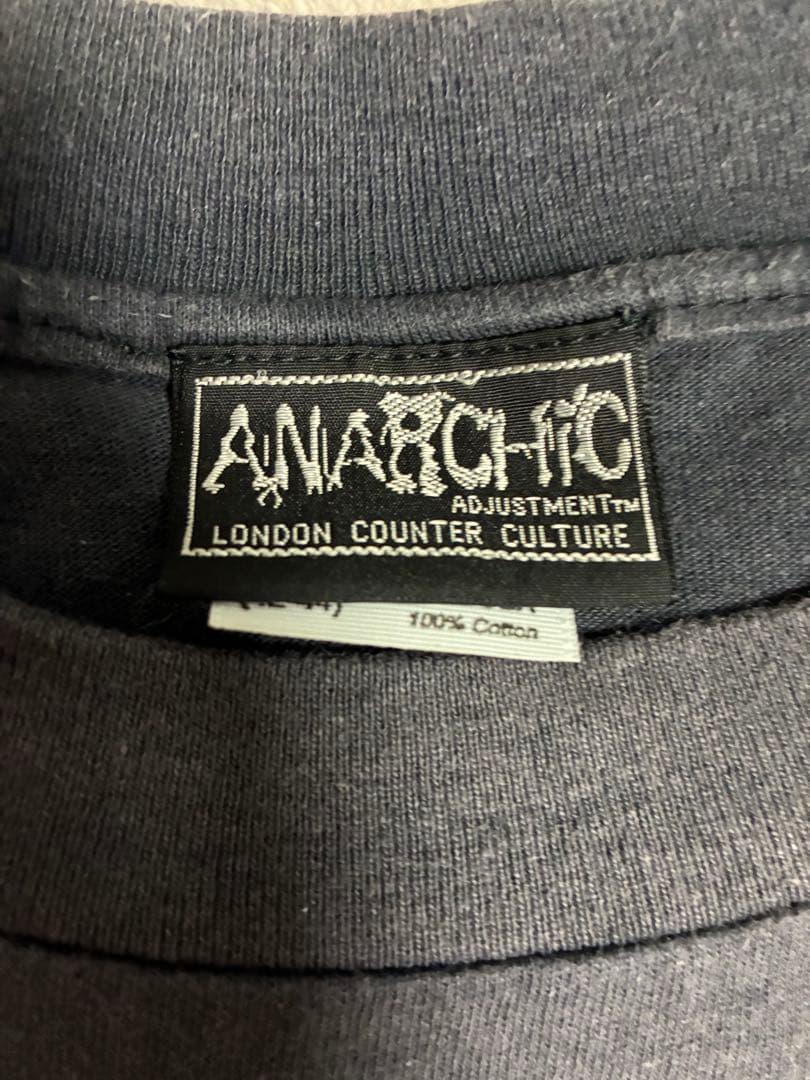 ANARCHiC
ADJUSTMENT™
LONDON COUNTER CULTURE
100% Cotton